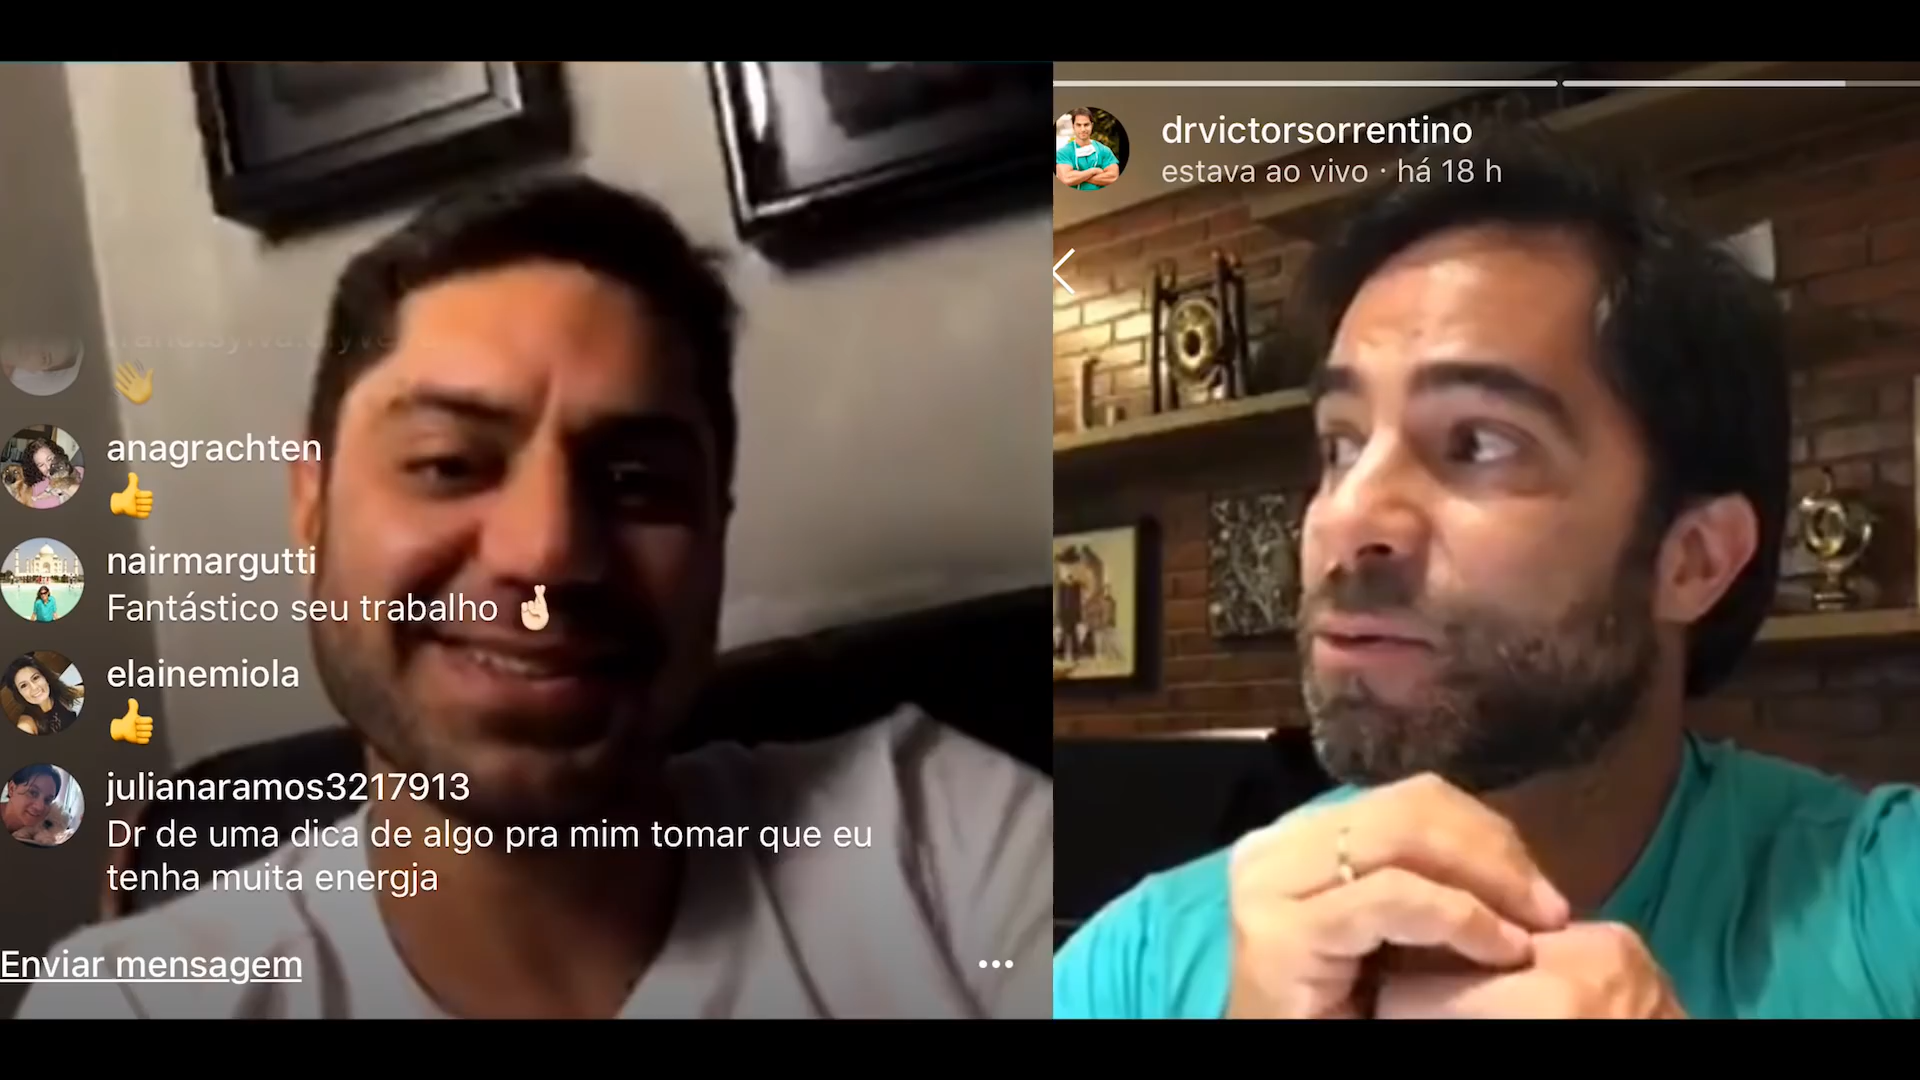 anagrachten
nairmargutti
Fantástico seu trabalho 🤞🏻
elainemiola
julianaramos3217913
Dr de uma dica de algo pra mim tomar que eu
tenha muita energja
Enviar mensagem
drvictorsorrentino
estava ao vivo · há 18 h